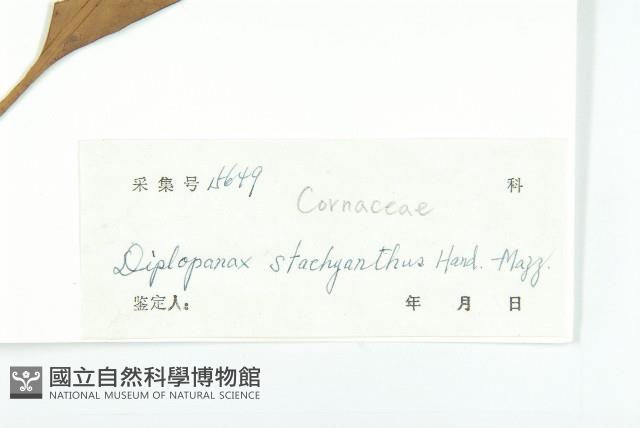 采集号 15649 科
Cornaceae
Diplopanax stachyanthus Hand.-Mazz.
鉴定人: 年 月 日
國立自然科學博物館
NATIONAL MUSEUM OF NATURAL SCIENCE